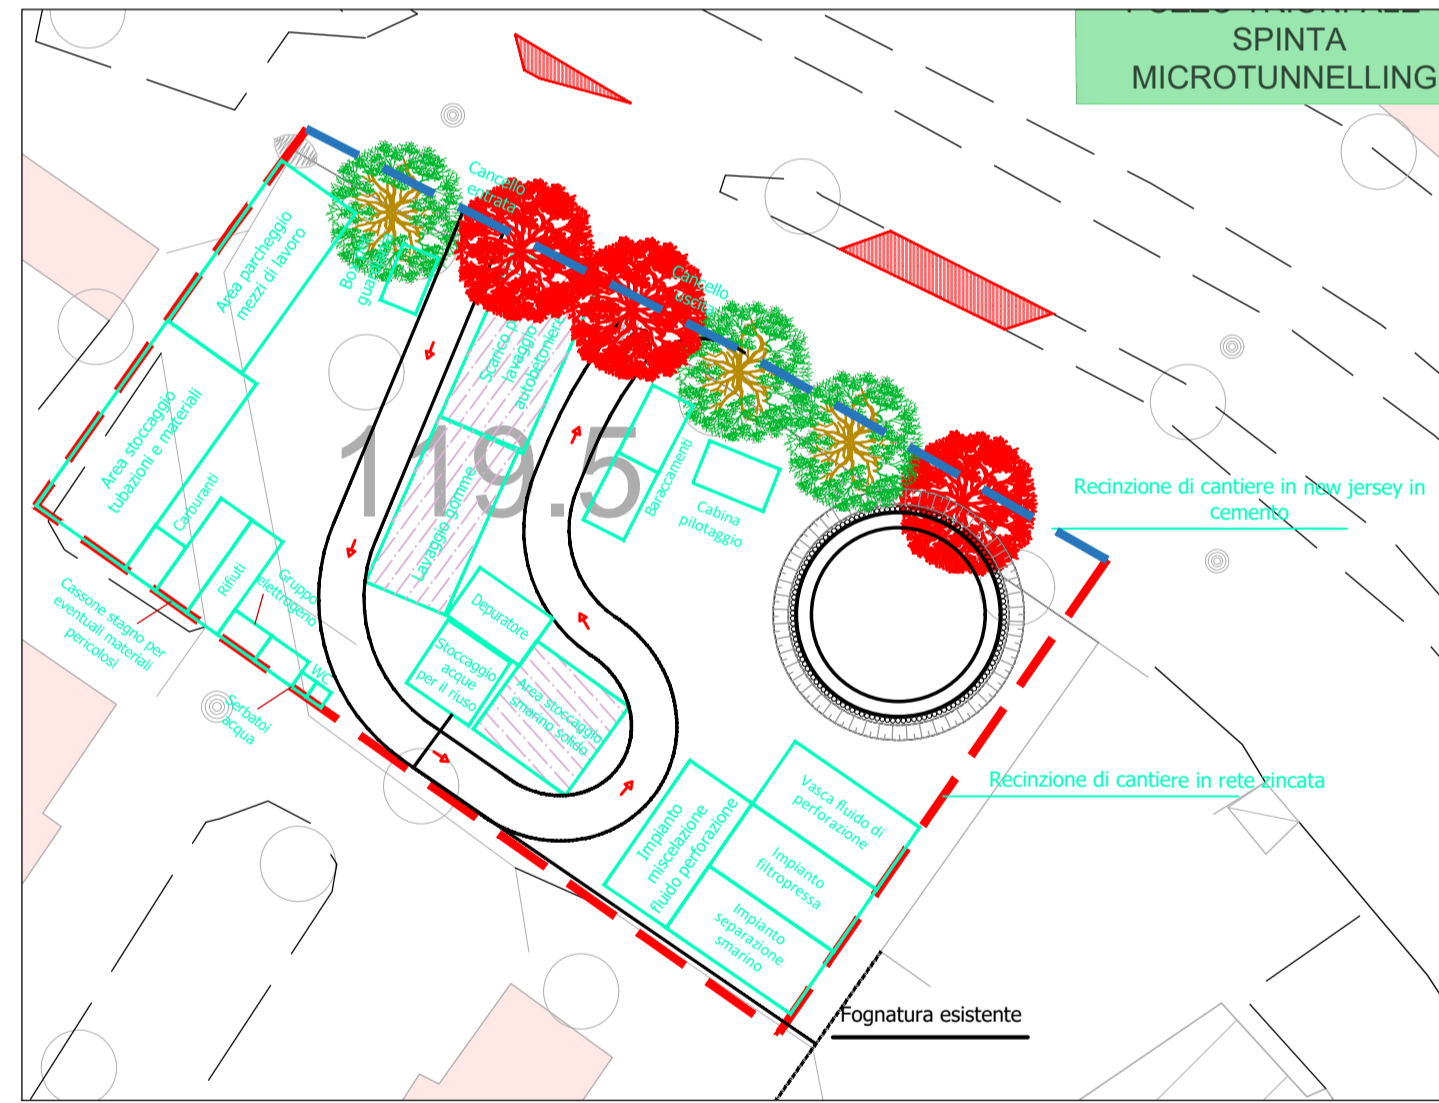 SPINTA
MICROTUNNELLING
Cancello
entrata
Area parcheggio
mezzi di lavoro
Cancello
Area stoccaggio
tubazioni e materiali
Carburanti
Scarico
lavaggio
autobetoniera
119.5
Lavaggio gomme
Baraccamenti
Cabina
pilotaggio
Recinzione di cantiere in new jersey in
cemento
Rifiuti
Gruppo
elettrogeno
Cassone stagno per
eventuali materiali
pericolosi
WC
Serbatoi
acqua
Depuratore
Stoccaggio
acque
per il riuso
Area stoccaggio
smarino solido
Recinzione di cantiere in rete zincata
Vasca fluido di
perforazione
Impianto
miscelazione
fluido perforazione
Impianto
filtropressa
Impianto
separazione
smarino
Fognatura esistente